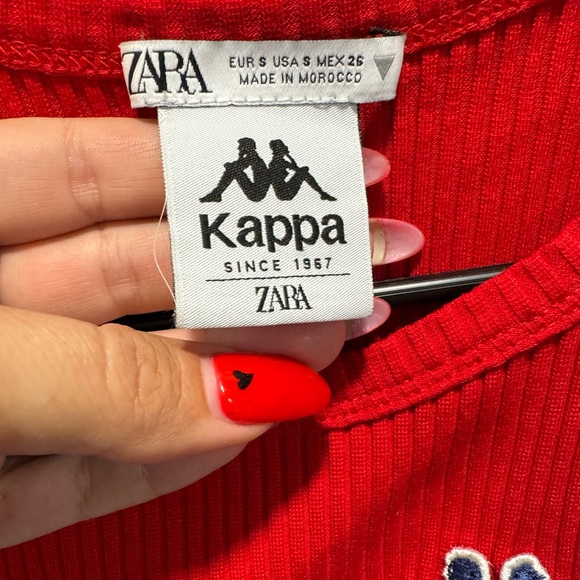 ZARA
EUR S USA S MEX 26
MADE IN MOROCCO
Kappa
SINCE 1967
ZARA